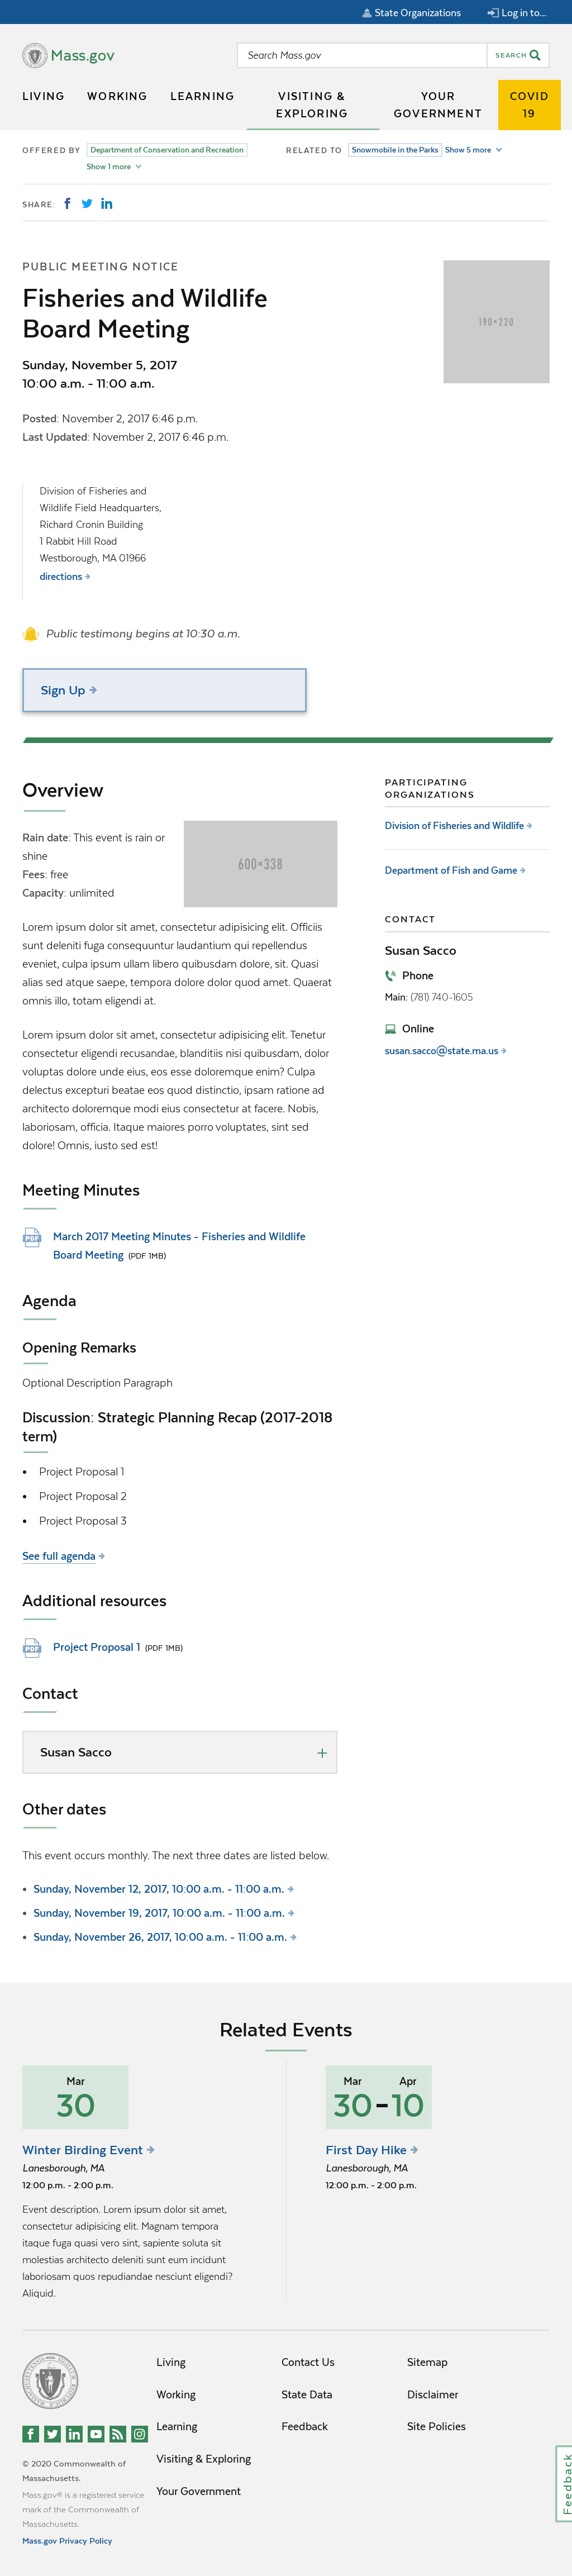 State Organizations
Log in to...
Mass.gov
Search Mass.gov
SEARCH
LIVING
WORKING
LEARNING
VISITING &
EXPLORING
YOUR
GOVERNMENT
COVID
19
OFFERED BY
Department of Conservation and Recreation
Show 1 more
RELATED TO
Snowmobile in the Parks
Show 5 more
SHARE:
PUBLIC MEETING NOTICE
Fisheries and Wildlife
Board Meeting
190×220
Sunday, November 5, 2017
10:00 a.m. - 11:00 a.m.
Posted: November 2, 2017 6:46 p.m.
Last Updated: November 2, 2017 6:46 p.m.
Division of Fisheries and
Wildlife Field Headquarters,
Richard Cronin Building
1 Rabbit Hill Road
Westborough, MA 01966
directions
Public testimony begins at 10:30 a.m.
Sign Up
Overview
Rain date: This event is rain or
shine
Fees: free
Capacity: unlimited
600×338
Lorem ipsum dolor sit amet, consectetur adipisicing elit. Officiis
sunt deleniti fuga consequuntur laudantium qui repellendus
eveniet, culpa ipsum ullam libero quibusdam dolore, sit. Quasi
alias sed atque saepe, tempora dolores dolor quod amet. Quaerat
omnis illo, totam eligendi at.
Lorem ipsum dolor sit amet, consectetur adipisicing elit. Tenetur
consectetur eligendi recusandae, blanditiis nisi quibusdam, dolor
voluptas dolore unde eius, eos esse doloremque enim? Culpa
delectus excepturi beatae eos quod distinctio, ipsam ratione ad
architecto doloremque modi eius consectetur at facere. Nobis,
laboriosam, officia. Itaque maiores porro voluptates, sint sed
dolore! Omnis, iusto sed est!
Meeting Minutes
PDF
March 2017 Meeting Minutes - Fisheries and Wildlife
Board Meeting (PDF 1MB)
Agenda
Opening Remarks
Optional Description Paragraph
Discussion: Strategic Planning Recap (2017-2018
term)
Project Proposal 1
Project Proposal 2
Project Proposal 3
See full agenda
Additional resources
PDF
Project Proposal 1 (PDF 1MB)
Contact
Susan Sacco
Other dates
This event occurs monthly. The next three dates are listed below.
Sunday, November 12, 2017, 10:00 a.m. - 11:00 a.m.
Sunday, November 19, 2017, 10:00 a.m. - 11:00 a.m.
Sunday, November 26, 2017, 10:00 a.m. - 11:00 a.m.
PARTICIPATING
ORGANIZATIONS
Division of Fisheries and Wildlife
Department of Fish and Game
CONTACT
Susan Sacco
Phone
Main: (781) 740-1605
Online
susan.sacco@state.ma.us
Related Events
Mar
30
Winter Birding Event
Lanesborough, MA
12:00 p.m. - 2:00 p.m.
Event description. Lorem ipsum dolor sit amet,
consectetur adipisicing elit. Magnam tempora
itaque fuga quasi vero sint, sapiente soluta sit
molestias architecto deleniti sunt eum incidunt
laboriosam quos repudiandae nesciunt eligendi?
Aliquid.
Mar Apr
30-10
First Day Hike
Lanesborough, MA
12:00 p.m. - 2:00 p.m.
Living
Working
Learning
Visiting & Exploring
Your Government
Contact Us
State Data
Feedback
Sitemap
Disclaimer
Site Policies
© 2020 Commonwealth of
Massachusetts.
Mass.gov® is a registered service
mark of the Commonwealth of
Massachusetts.
Mass.gov Privacy Policy
Feedback